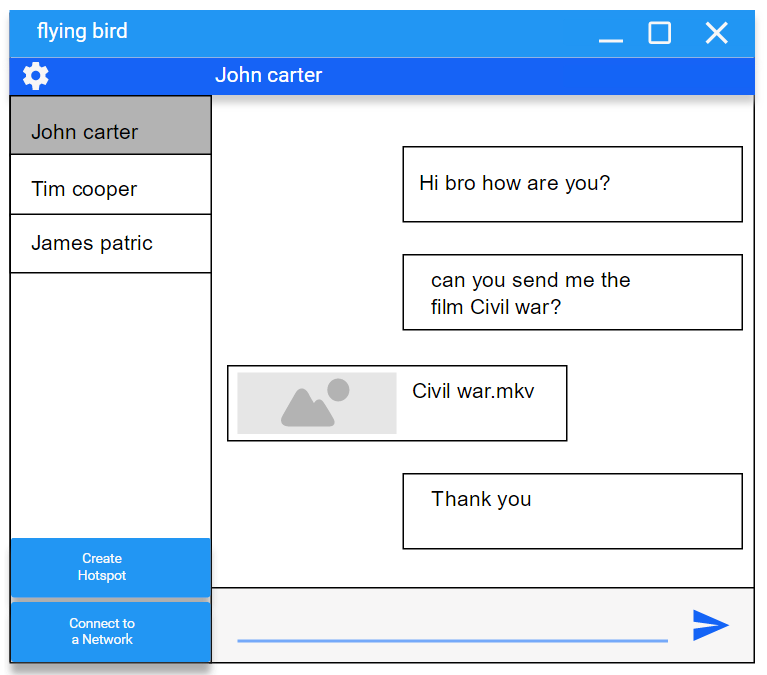 flying bird
John carter
John carter
Tim cooper
James patric
Hi bro how are you?
can you send me the
film Civil war?
Civil war.mkv
Thank you
Create
Hotspot
Connect to
a Network